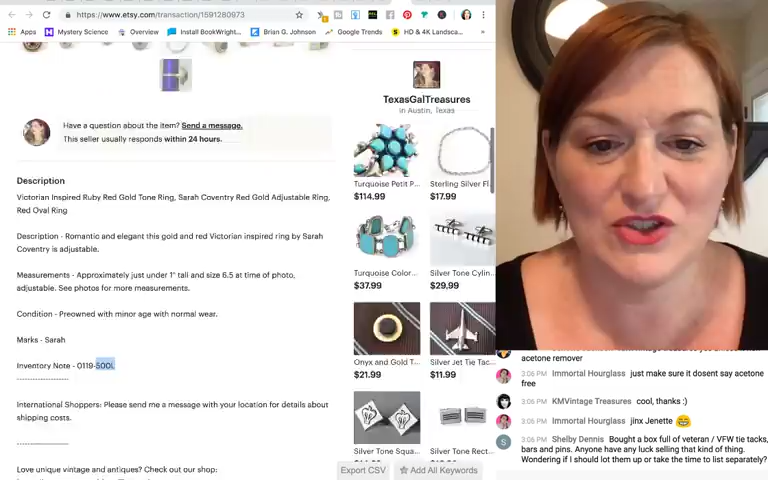 https://www.etsy.com/transaction/1591280973
Apps
Mystery Science
Overview
Install BookWright...
Brian G. Johnson
Google Trends
HD & 4K Landsca...
Have a question about the item? Send a message.
This seller usually responds within 24 hours.
Description
Victorian Inspired Ruby Red Gold Tone Ring, Sarah Coventry Red Gold Adjustable Ring,
Red Oval Ring
Description - Romantic and elegant this gold and red Victorian inspired ring by Sarah
Coventry is adjustable.
Measurements - Approximately just under 1" tall and size 6.5 at time of photo,
adjustable. See photos for more measurements.
Condition - Preowned with minor age with normal wear.
Marks - Sarah
Inventory Note - 0119-500L
--------------------
International Shoppers: Please send me a message with your location for details about
shipping costs.
--------------------
Love unique vintage and antiques? Check out our shop:
TexasGalTreasures
in Austin, Texas
Turquoise Petit P...
$114.99
Sterling Silver Fl...
$17.99
Turquoise Color...
$37.99
Silver Tone Cylin...
$29.99
Onyx and Gold T...
$21.99
Silver Jet Tie Tac...
$11.99
Silver Tone Squa...
Silver Tone Rect...
Export CSV
Add All Keywords
acetone remover
3:06 PM Immortal Hourglass just make sure it dosent say acetone
free
3:06 PM KMVintage Treasures cool, thanks :)
3:06 PM Immortal Hourglass jinx Jenette 😁
S
3:06 PM Shelby Dennis Bought a box full of veteran / VFW tie tacks,
bars and pins. Anyone have any luck selling that kind of thing.
Wondering if I should lot them up or take the time to list separately?